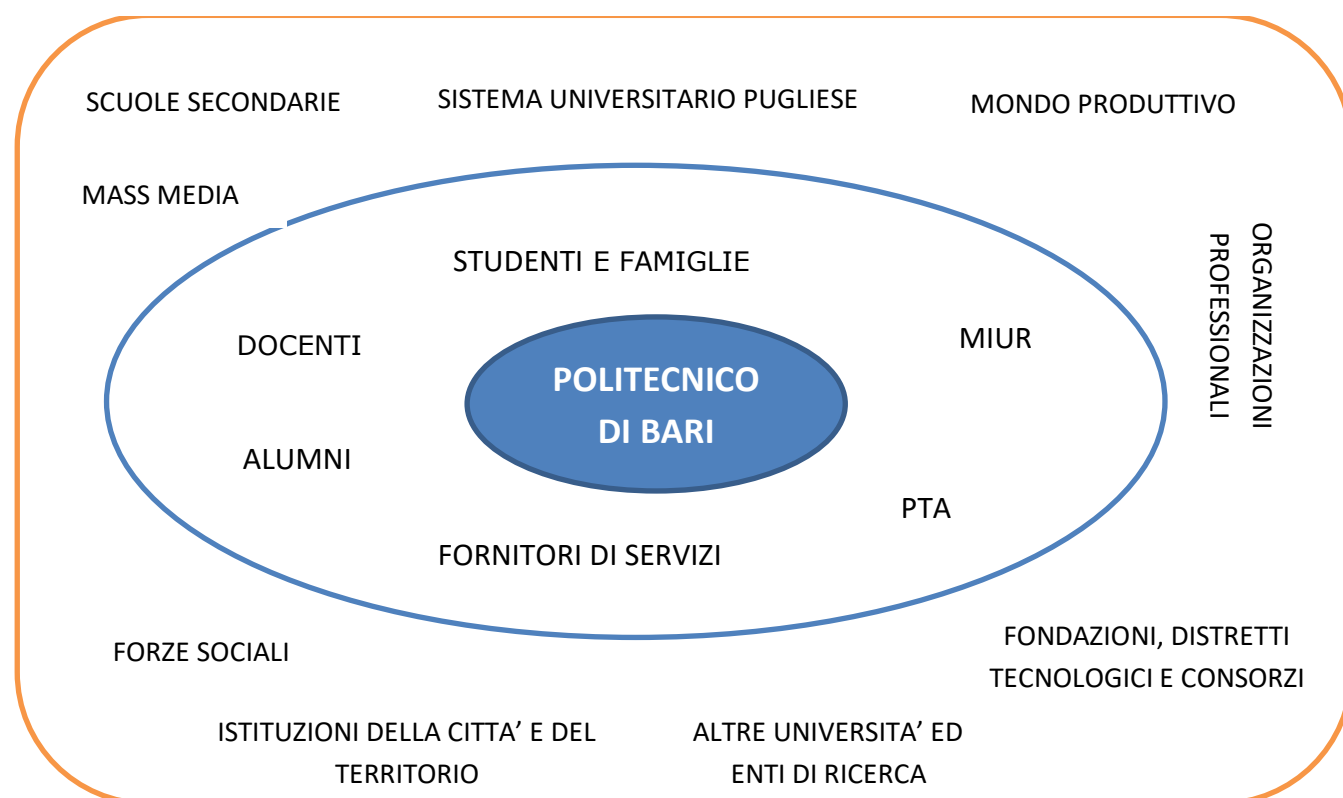 SCUOLE SECONDARIE
SISTEMA UNIVERSITARIO PUGLIESE
MONDO PRODUTTIVO
MASS MEDIA
ORGANIZZAZIONI
PROFESSIONALI
STUDENTI E FAMIGLIE
DOCENTI
MIUR
POLITECNICO
DI BARI
ALUMNI
PTA
FORNITORI DI SERVIZI
FORZE SOCIALI
FONDAZIONI, DISTRETTI
TECNOLOGICI E CONSORZI
ISTITUZIONI DELLA CITTA’ E DEL
TERRITORIO
ALTRE UNIVERSITA’ ED
ENTI DI RICERCA